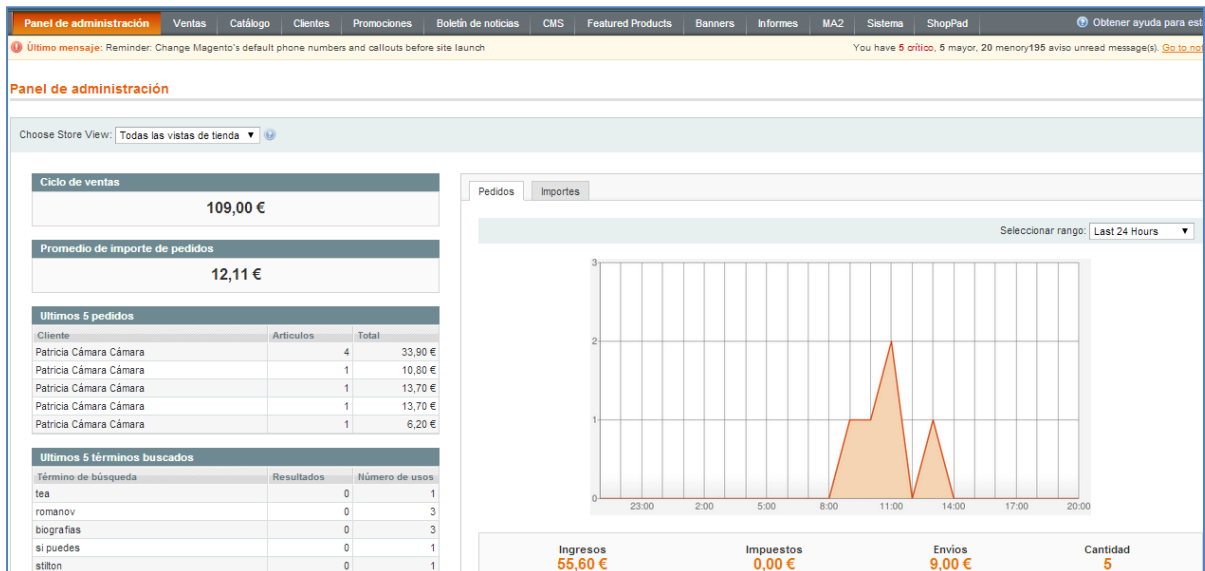 Panel de administración Ventas Catálogo Clientes Promociones Boletín de noticias CMS Featured Products Banners Informes MA2 Sistema ShopPad Obtener ayuda para est
Último mensaje: Reminder: Change Magento's default phone numbers and callouts before site launch You have 5 crítico, 5 mayor, 20 menory195 aviso unread message(s). Go to not
Panel de administración
Choose Store View: Todas las vistas de tienda
Ciclo de ventas
109,00 €
Promedio de importe de pedidos
12,11 €
Ultimos 5 pedidos
Cliente Artículos Total
Patricia Cámara Cámara 4 33,90 €
Patricia Cámara Cámara 1 10,80 €
Patricia Cámara Cámara 1 13,70 €
Patricia Cámara Cámara 1 13,70 €
Patricia Cámara Cámara 1 6,20 €
Ultimos 5 términos buscados
Término de búsqueda Resultados Número de usos
tea 0 1
romanov 0 3
biografias 0 3
si puedes 0 1
stilton 0 1
Pedidos Importes
Seleccionar rango: Last 24 Hours
3
2
1
0
23:00 2:00 5:00 8:00 11:00 14:00 17:00 20:00
Ingresos Impuestos Envíos Cantidad
55,60 € 0,00 € 9,00 € 5